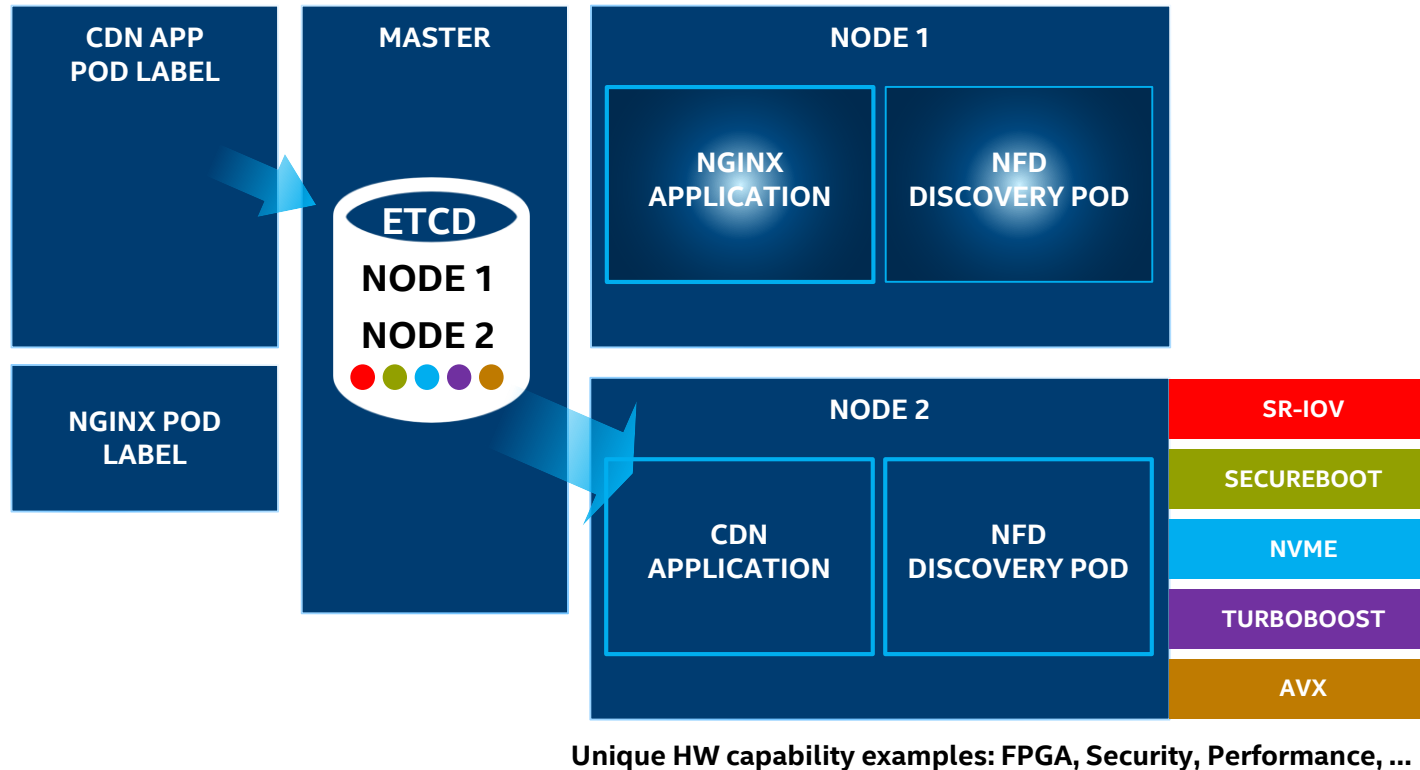 CDN APP
POD LABEL
NGINX POD
LABEL
MASTER
ETCD
NODE 1
NODE 2
NODE 1
NGINX
APPLICATION
NFD
DISCOVERY POD
NODE 2
CDN
APPLICATION
NFD
DISCOVERY POD
SR-IOV
SECUREBOOT
NVME
TURBOBOOST
AVX
Unique HW capability examples: FPGA, Security, Performance, ...